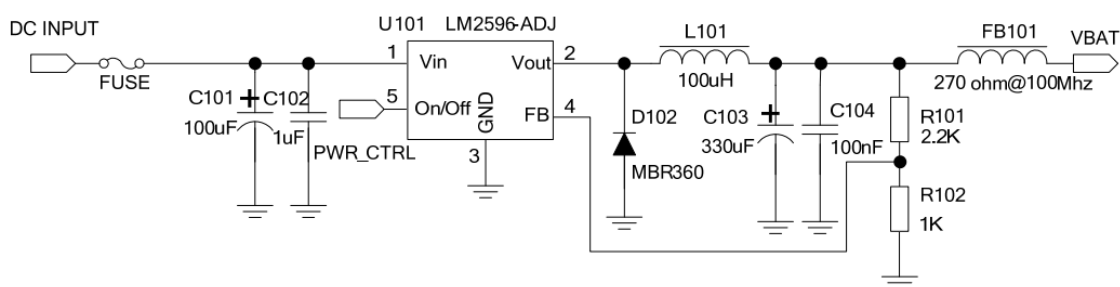 DC INPUT
FUSE
C101
100uF
C102
1uF
PWR_CTRL
U101 LM2596-ADJ
1
Vin
Vout
2
5
On/Off
GND
FB
4
3
L101
100uH
D102
MBR360
C103
330uF
C104
100nF
FB101
270 ohm@100Mhz
VBAT
R101
2.2K
R102
1K